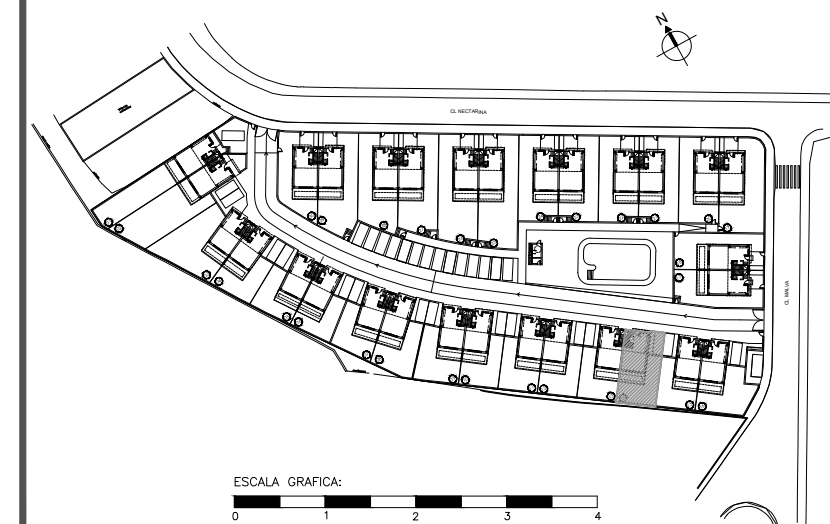 N
CL NECTARINA
CL MALVA
ESCALA GRAFICA:
0 1 2 3 4